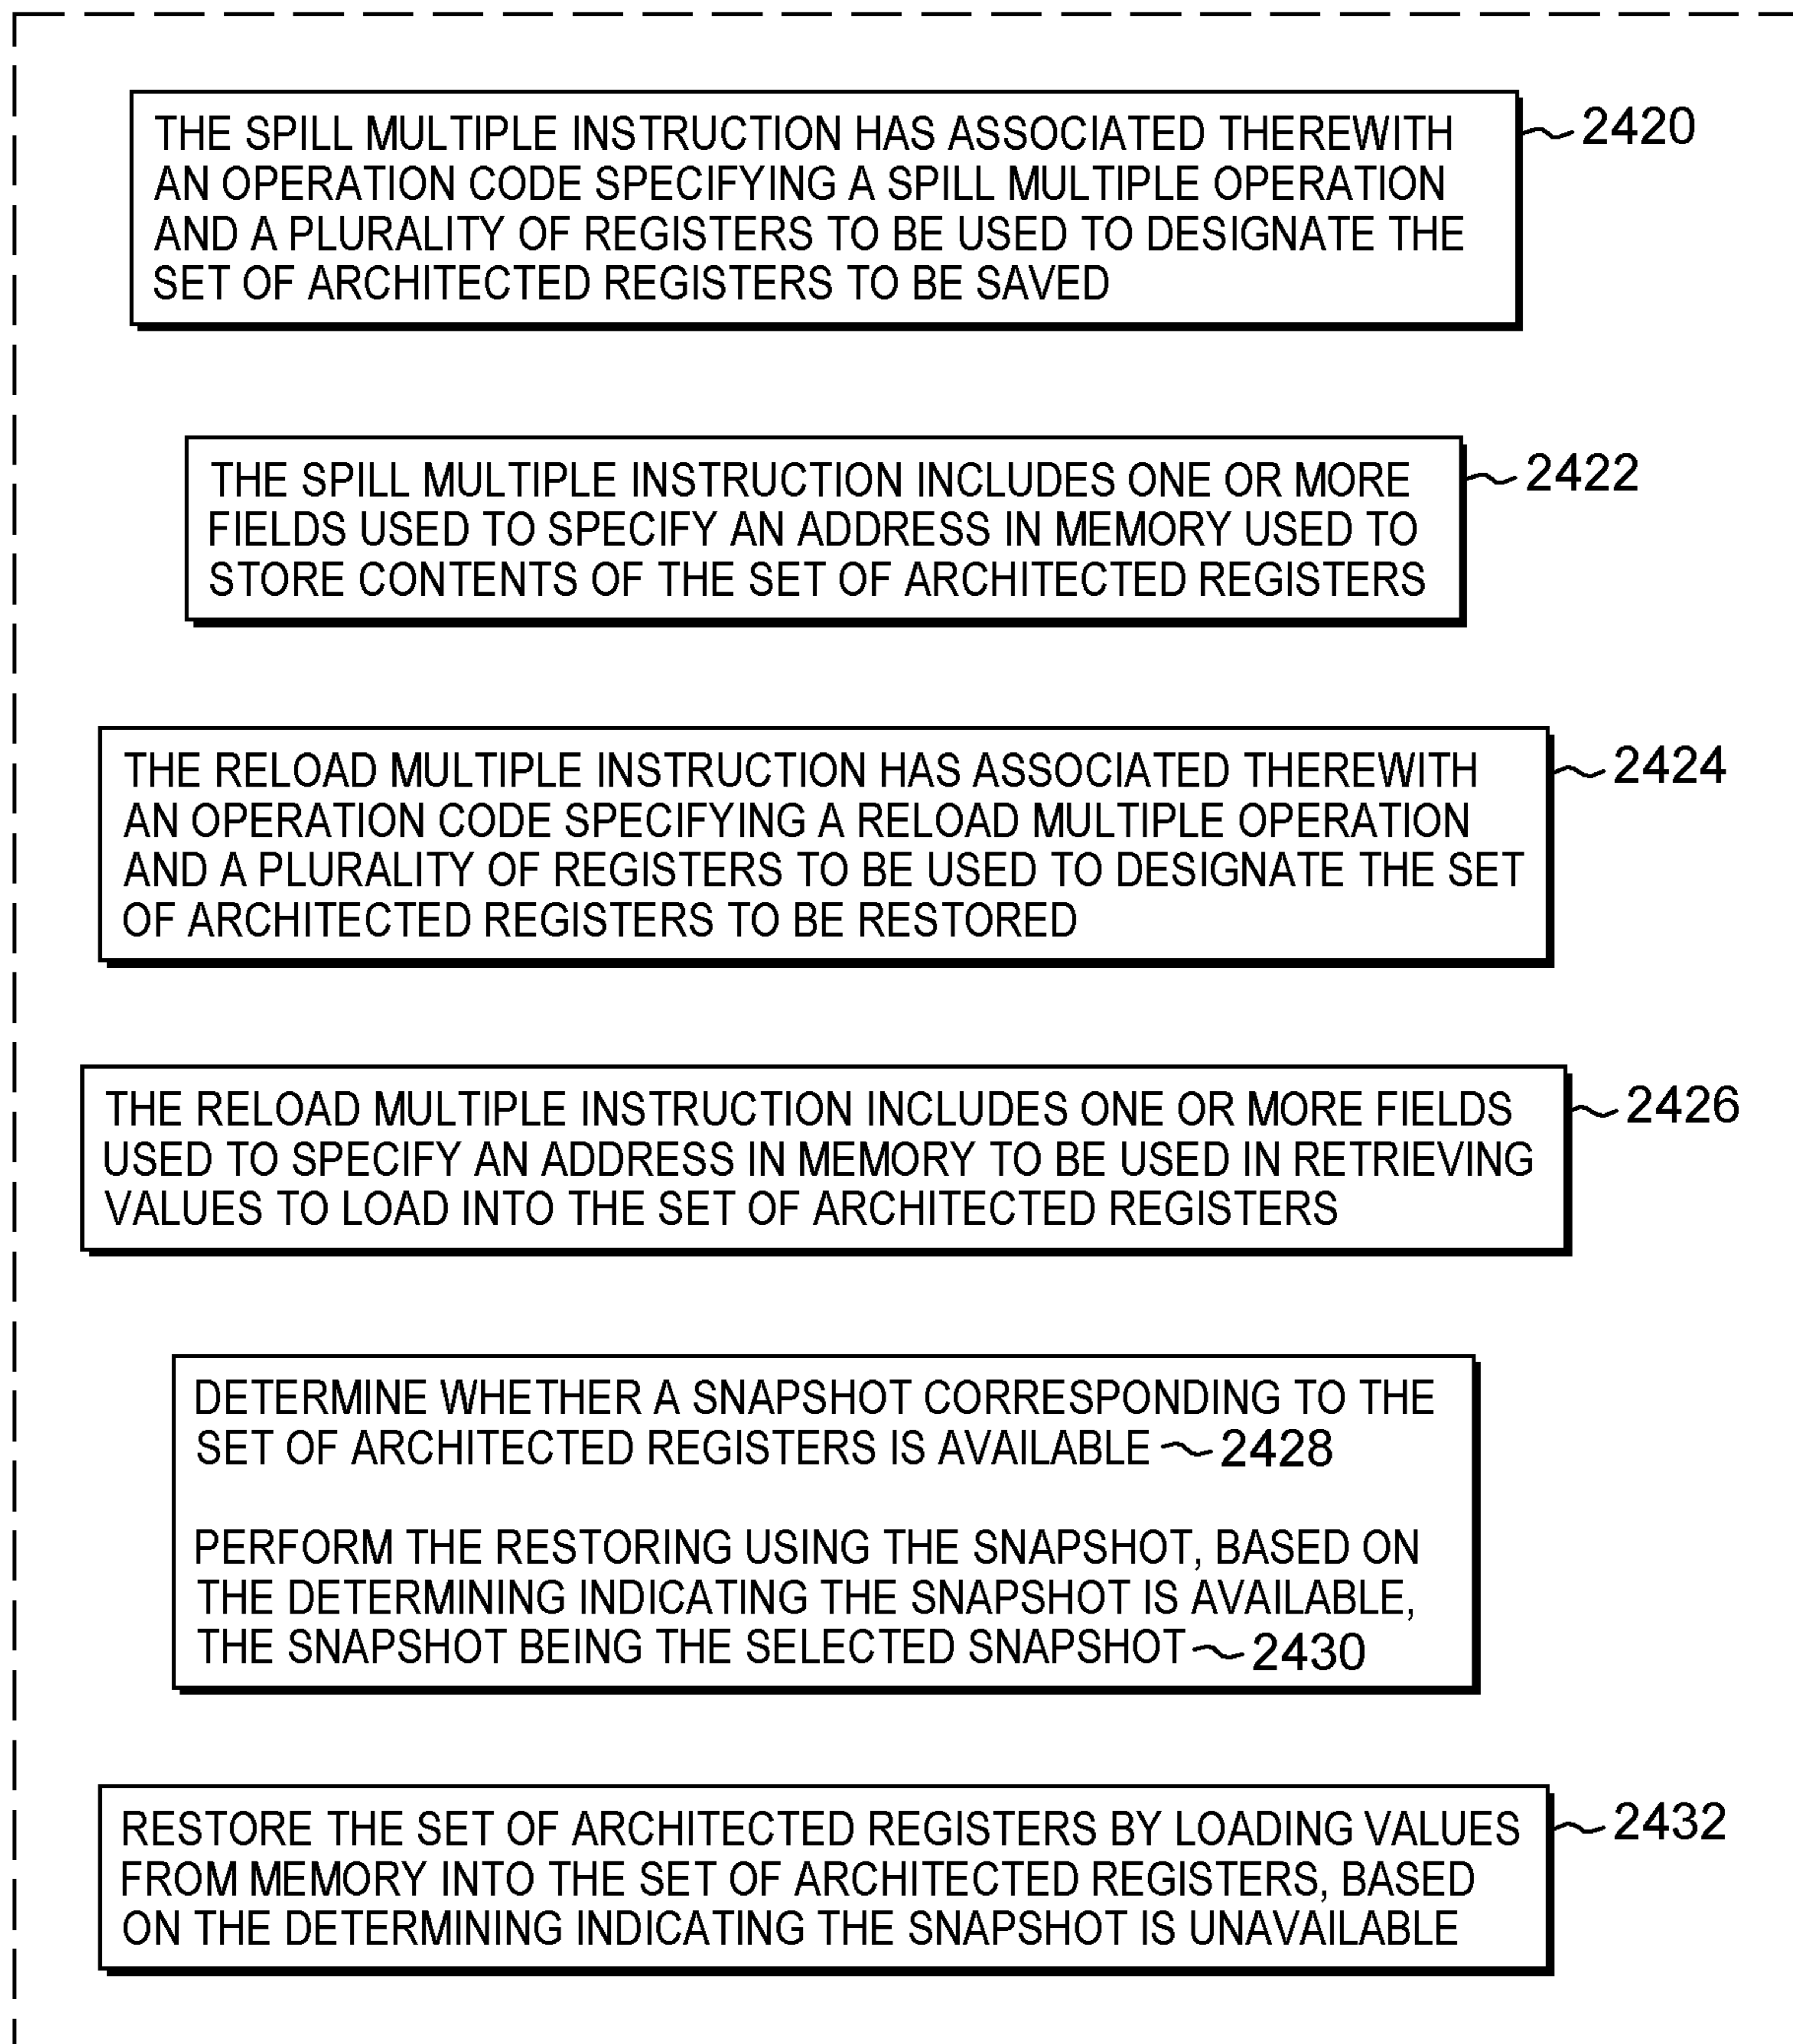 THE SPILL MULTIPLE INSTRUCTION HAS ASSOCIATED THEREWITH 2420
AN OPERATION CODE SPECIFYING A SPILL MULTIPLE OPERATION
AND A PLURALITY OF REGISTERS TO BE USED TO DESIGNATE THE
SET OF ARCHITECTED REGISTERS TO BE SAVED
THE SPILL MULTIPLE INSTRUCTION INCLUDES ONE OR MORE 2422
FIELDS USED TO SPECIFY AN ADDRESS IN MEMORY USED TO
STORE CONTENTS OF THE SET OF ARCHITECTED REGISTERS
THE RELOAD MULTIPLE INSTRUCTION HAS ASSOCIATED THEREWITH 2424
AN OPERATION CODE SPECIFYING A RELOAD MULTIPLE OPERATION
AND A PLURALITY OF REGISTERS TO BE USED TO DESIGNATE THE SET
OF ARCHITECTED REGISTERS TO BE RESTORED
THE RELOAD MULTIPLE INSTRUCTION INCLUDES ONE OR MORE FIELDS 2426
USED TO SPECIFY AN ADDRESS IN MEMORY TO BE USED IN RETRIEVING
VALUES TO LOAD INTO THE SET OF ARCHITECTED REGISTERS
DETERMINE WHETHER A SNAPSHOT CORRESPONDING TO THE
SET OF ARCHITECTED REGISTERS IS AVAILABLE 2428
PERFORM THE RESTORING USING THE SNAPSHOT, BASED ON
THE DETERMINING INDICATING THE SNAPSHOT IS AVAILABLE,
THE SNAPSHOT BEING THE SELECTED SNAPSHOT 2430
RESTORE THE SET OF ARCHITECTED REGISTERS BY LOADING VALUES 2432
FROM MEMORY INTO THE SET OF ARCHITECTED REGISTERS, BASED
ON THE DETERMINING INDICATING THE SNAPSHOT IS UNAVAILABLE